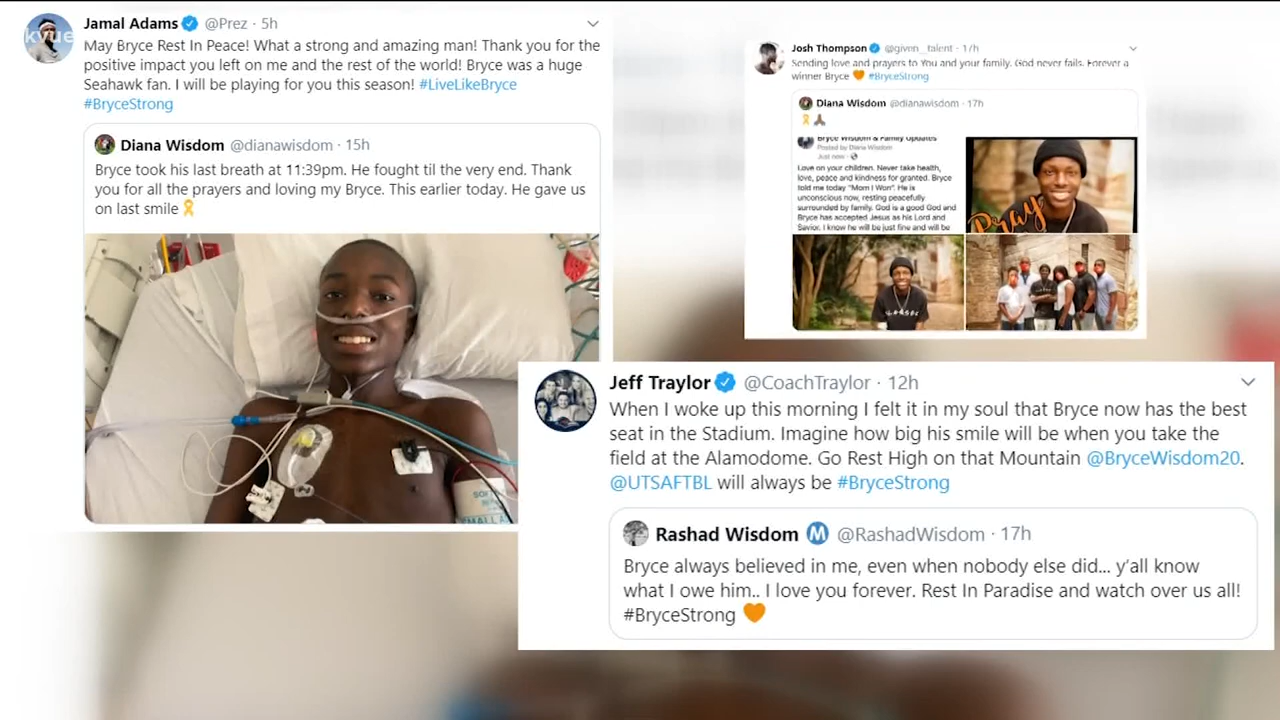 kvue
Jamal Adams @Prez · 5h
May Bryce Rest In Peace! What a strong and amazing man! Thank you for the
positive impact you left on me and the rest of the world! Bryce was a huge
Seahawk fan. I will be playing for you this season! #LiveLikeBryce
#BryceStrong
Diana Wisdom @dianawisdom · 15h
Bryce took his last breath at 11:39pm. He fought til the very end. Thank
you for all the prayers and loving my Bryce. This earlier today. He gave us
on last smile
Josh Thompson @given_talent · 17h
Sending love and prayers to You and your family. God never fails. Forever a
winner Bryce 🧡 #BryceStrong
Diana Wisdom @dianawisdom · 17h
Bryce Wisdom & Family Updates
Posted by Diana Wisdom
Just now
Love on your children. Never take health,
love, peace and kindness for granted. Bryce
told me today "Mom I Won". He is
unconscious now, resting peacefully
surrounded by family. God is a good God and
Bryce has accepted Jesus as his Lord and
Savior. I know he will be just fine and will be
Pray
Jeff Traylor @CoachTraylor · 12h
When I woke up this morning I felt it in my soul that Bryce now has the best
seat in the Stadium. Imagine how big his smile will be when you take the
field at the Alamodome. Go Rest High on that Mountain @BryceWisdom20.
@UTSAFTBL will always be #BryceStrong
Rashad Wisdom M @RashadWisdom · 17h
Bryce always believed in me, even when nobody else did... y'all know
what I owe him.. I love you forever. Rest In Paradise and watch over us all!
#BryceStrong 🧡